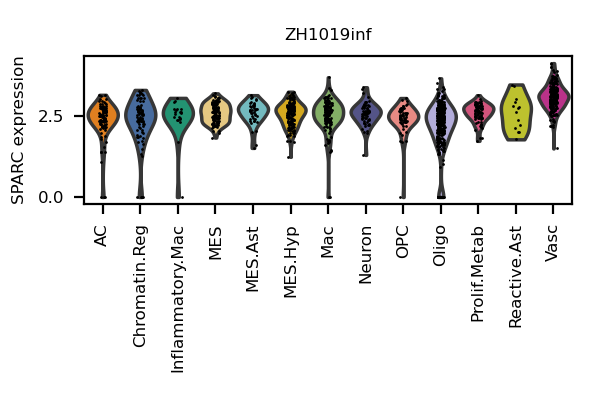 ZH1019inf
SPARC expression
2.5
0.0
AC
Chromatin.Reg
Inflammatory.Mac
MES
MES.Ast
MES.Hyp
Mac
Neuron
OPC
Oligo
Prolif.Metab
Reactive.Ast
Vasc